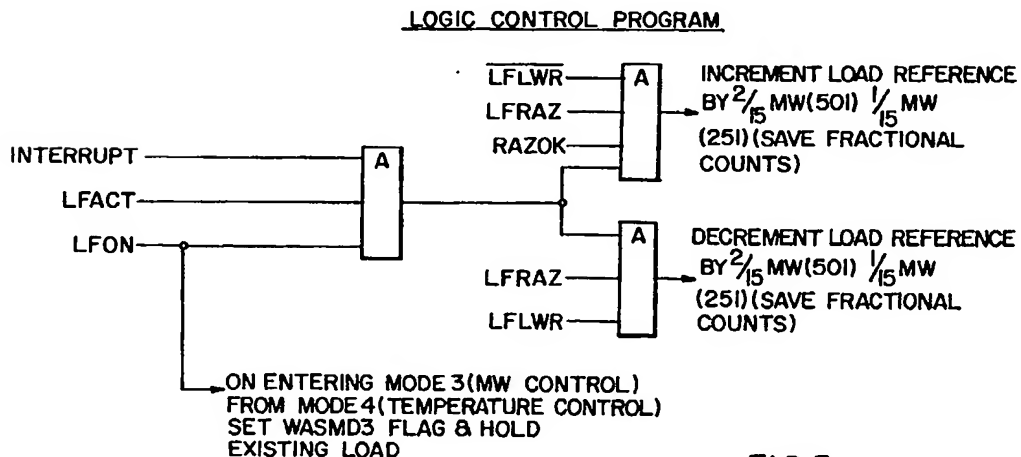 LOGIC CONTROL PROGRAM
LFLWR
A
INCREMENT LOAD REFERENCE
LFRAZ
BY 2/15 MW(501) 1/15 MW
RAZOK
(251)(SAVE FRACTIONAL
COUNTS)
INTERRUPT
A
LFACT
LFON
A
DECREMENT LOAD REFERENCE
LFRAZ
BY 2/15 MW(501) 1/15 MW
LFLWR
(251)(SAVE FRACTIONAL
COUNTS)
ON ENTERING MODE 3(MW CONTROL)
FROM MODE 4(TEMPERATURE CONTROL)
SET WASMD3 FLAG & HOLD
EXISTING LOAD